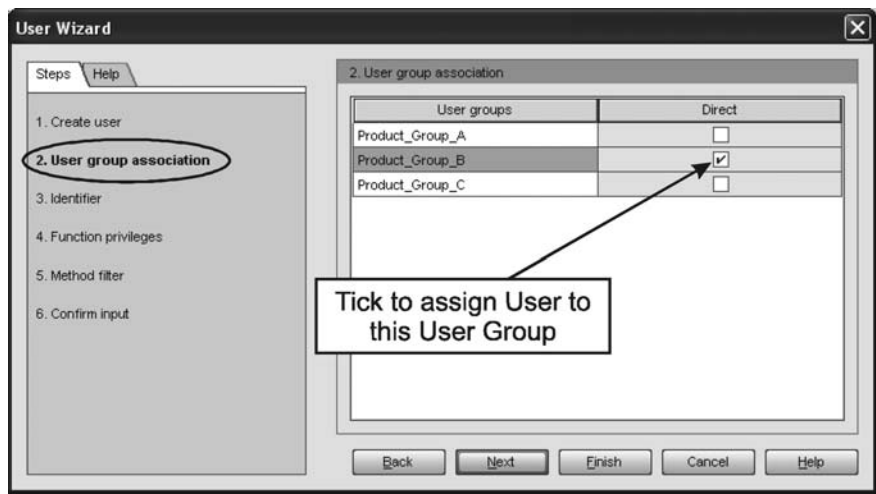 User Wizard
Steps Help
1. Create user
2. User group association
3. Identifier
4. Function privileges
5. Method filter
6. Confirm input
2. User group association
User groups Direct
Product_Group_A
Product_Group_B
Product_Group_C
Tick to assign User to
this User Group
Back Next Finish Cancel Help